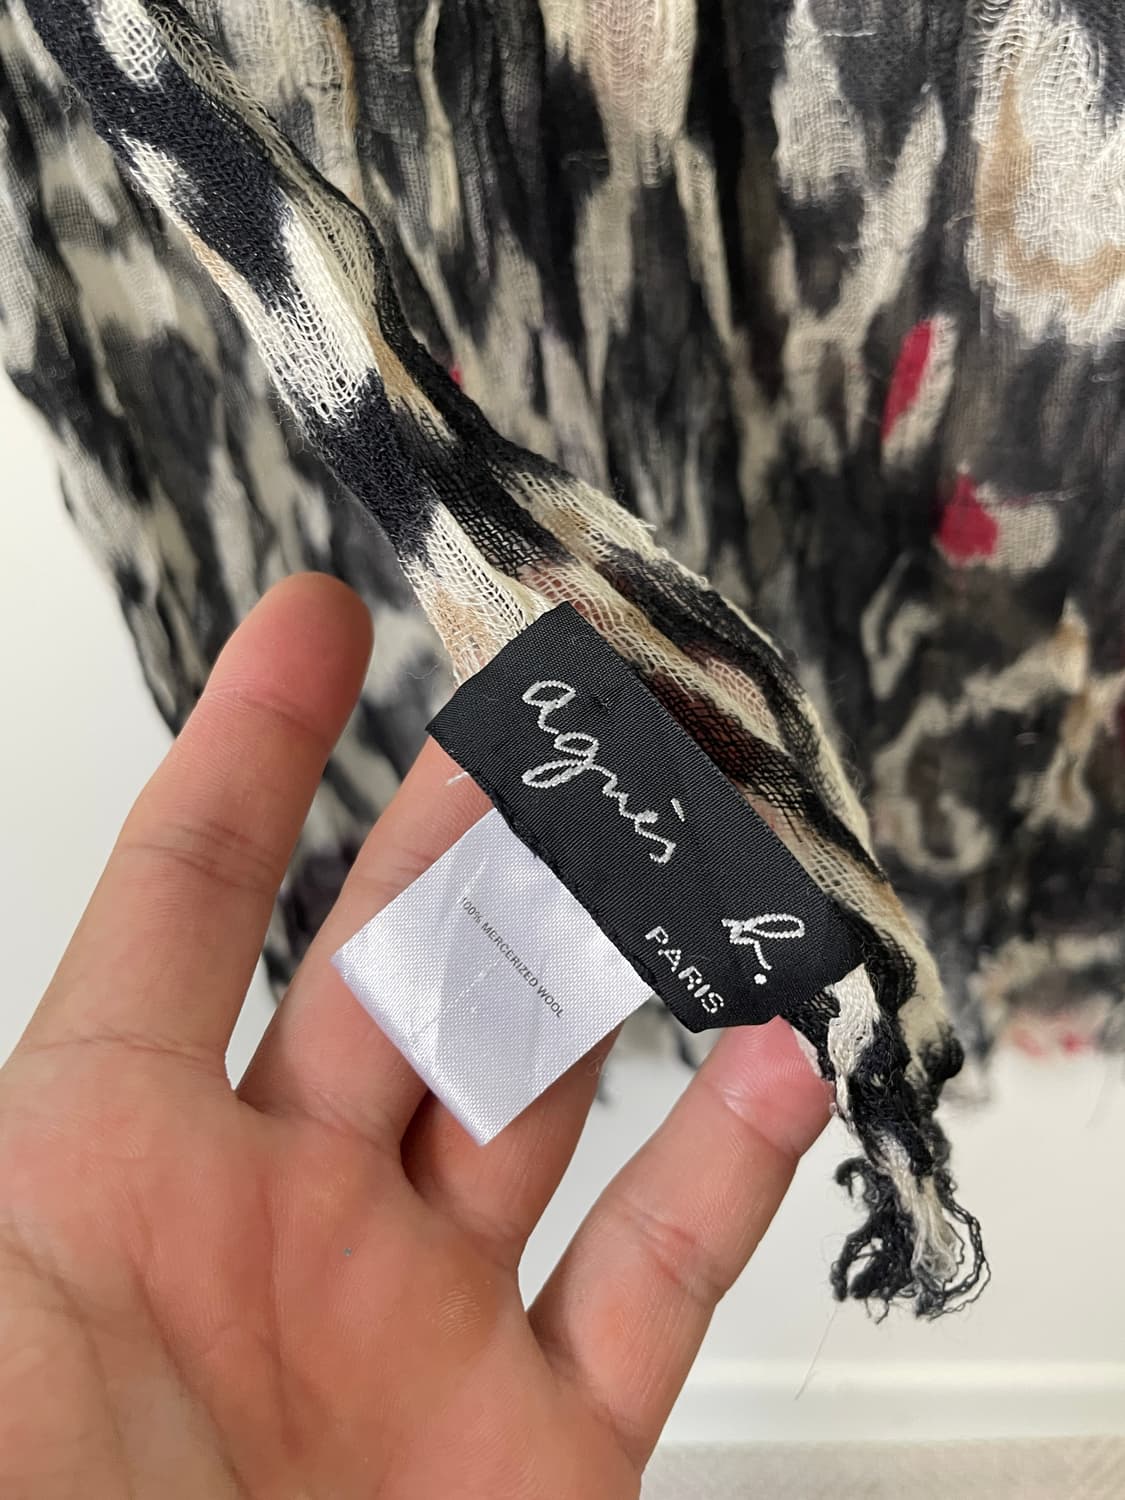 agnès b.
PARIS
100% MERCERIZED WOOL